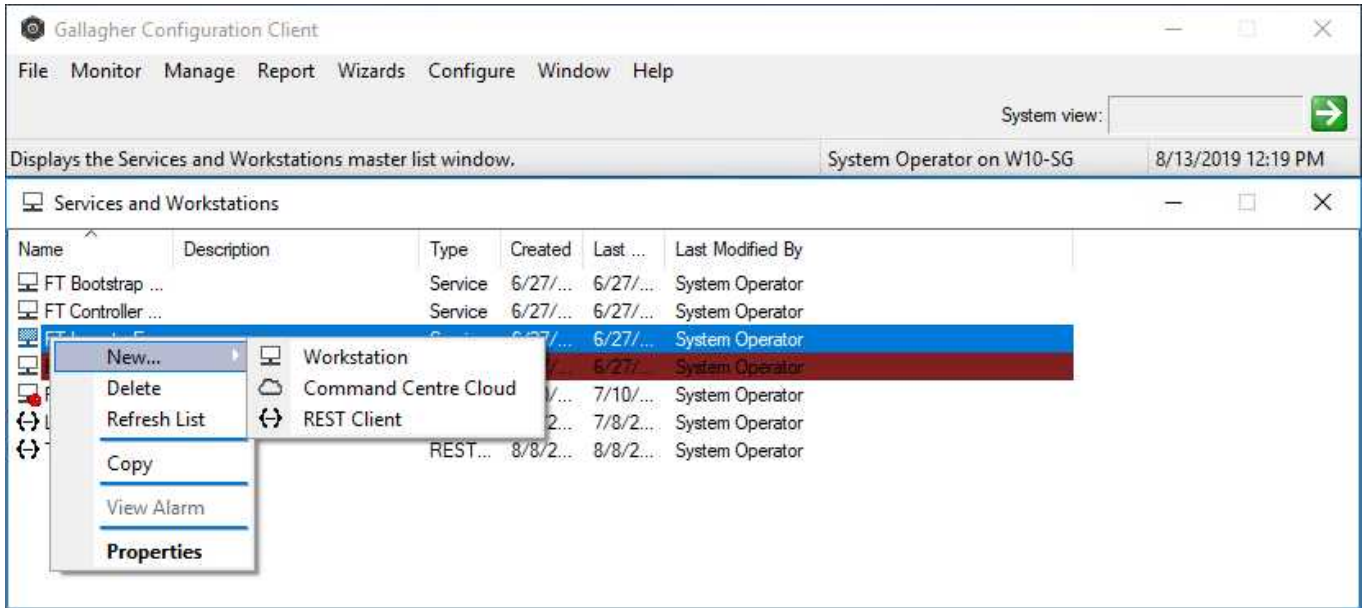 Gallagher Configuration Client
File Monitor Manage Report Wizards Configure Window Help
System view:
Displays the Services and Workstations master list window. System Operator on W10-SG 8/13/2019 12:19 PM
Services and Workstations
Name Description Type Created Last ... Last Modified By
FT Bootstrap ... Service 6/27/... 6/27/... System Operator
FT Controller ... Service 6/27/... 6/27/... System Operator
6/27/... System Operator
6/27/... System Operator
7/10/... System Operator
7/8/2... System Operator
REST... 8/8/2... 8/8/2... System Operator
New...
Delete
Refresh List
Copy
View Alarm
Properties
Workstation
Command Centre Cloud
REST Client